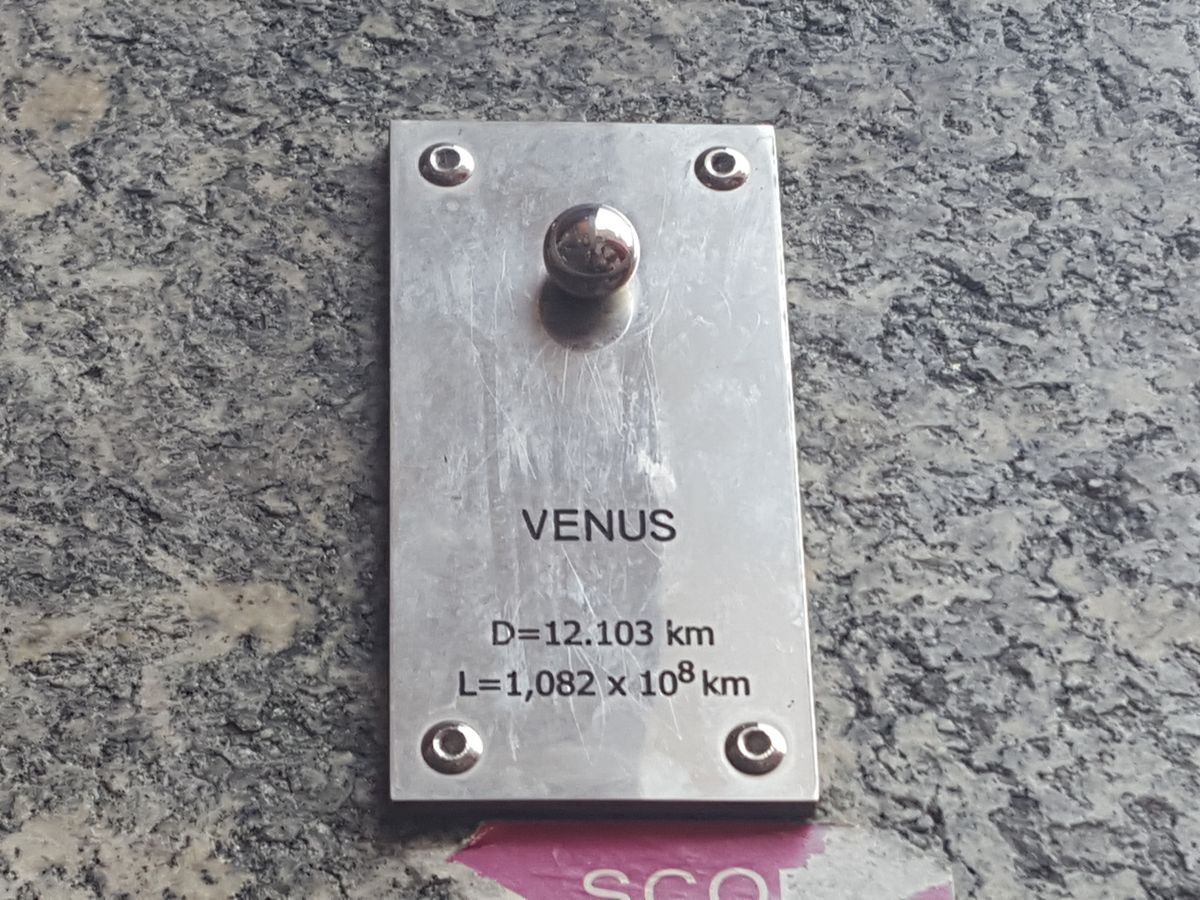 VENUS
D=12.103 km
L=1,082 x 10⁸ km